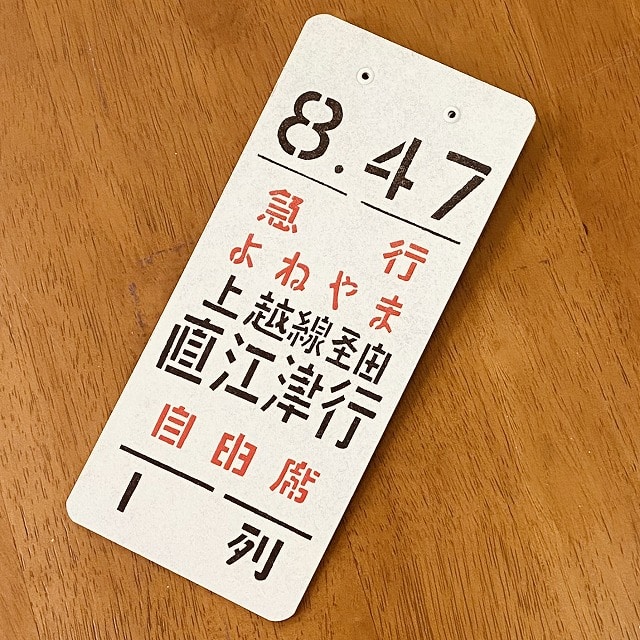 8.47
急行
よねやま
上越線経由
直江津行
自由席
1列